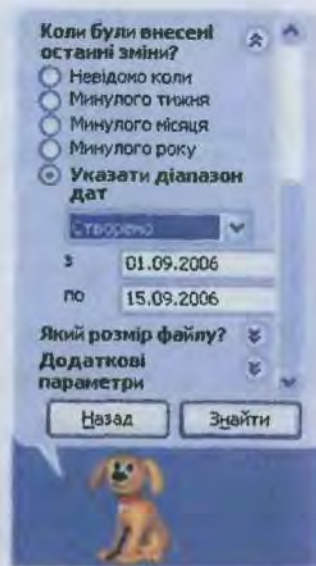 Коли були внесені
останні зміни?
Невідомо коли
Минулого тижня
Минулого місяця
Минулого року
Указати діапазон
дат
Створено
з 01.09.2006
по 15.09.2006
Який розмір файлу?
Додаткові
параметри
Назад Знайти